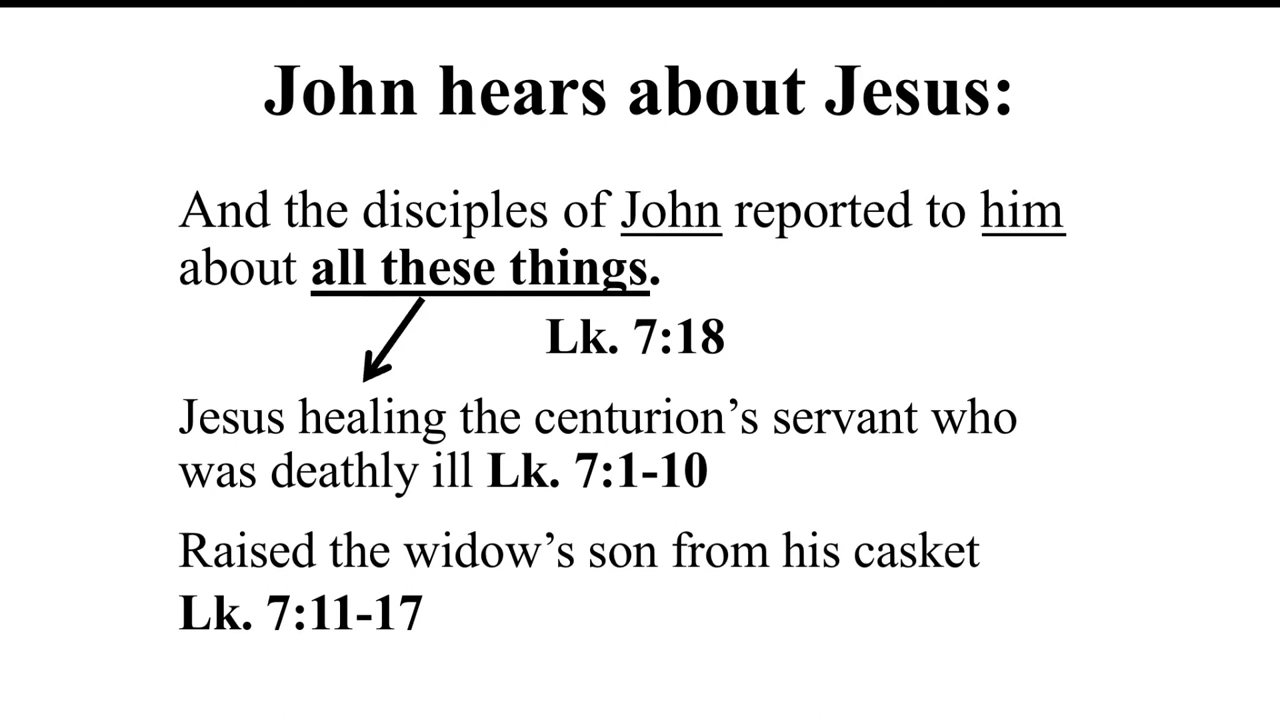 John hears about Jesus:
And the disciples of John reported to him
about all these things.
Lk. 7:18
Jesus healing the centurion’s servant who
was deathly ill Lk. 7:1-10
Raised the widow’s son from his casket
Lk. 7:11-17